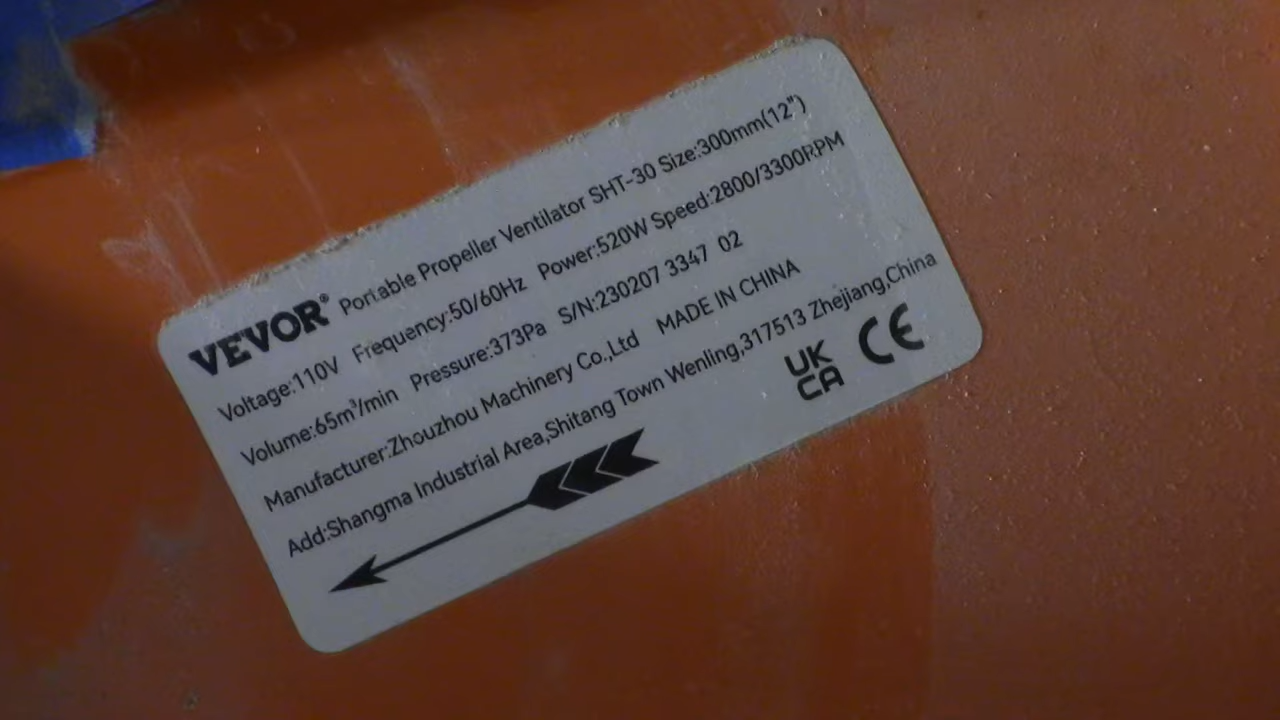 VEVOR® Portable Propeller Ventilator SHT-30 Size:300mm(12")
Voltage:110V Frequency:50/60Hz Power:520W Speed:2800/3300RPM
Volume:65m³/min Pressure:373Pa S/N:230207 3347 02
Manufacturer:Zhouzhou Machinery Co.,Ltd MADE IN CHINA
Add:Shangma Industrial Area,Shitang Town Wenling,317513 Zhejiang,China
UK
CA
CE